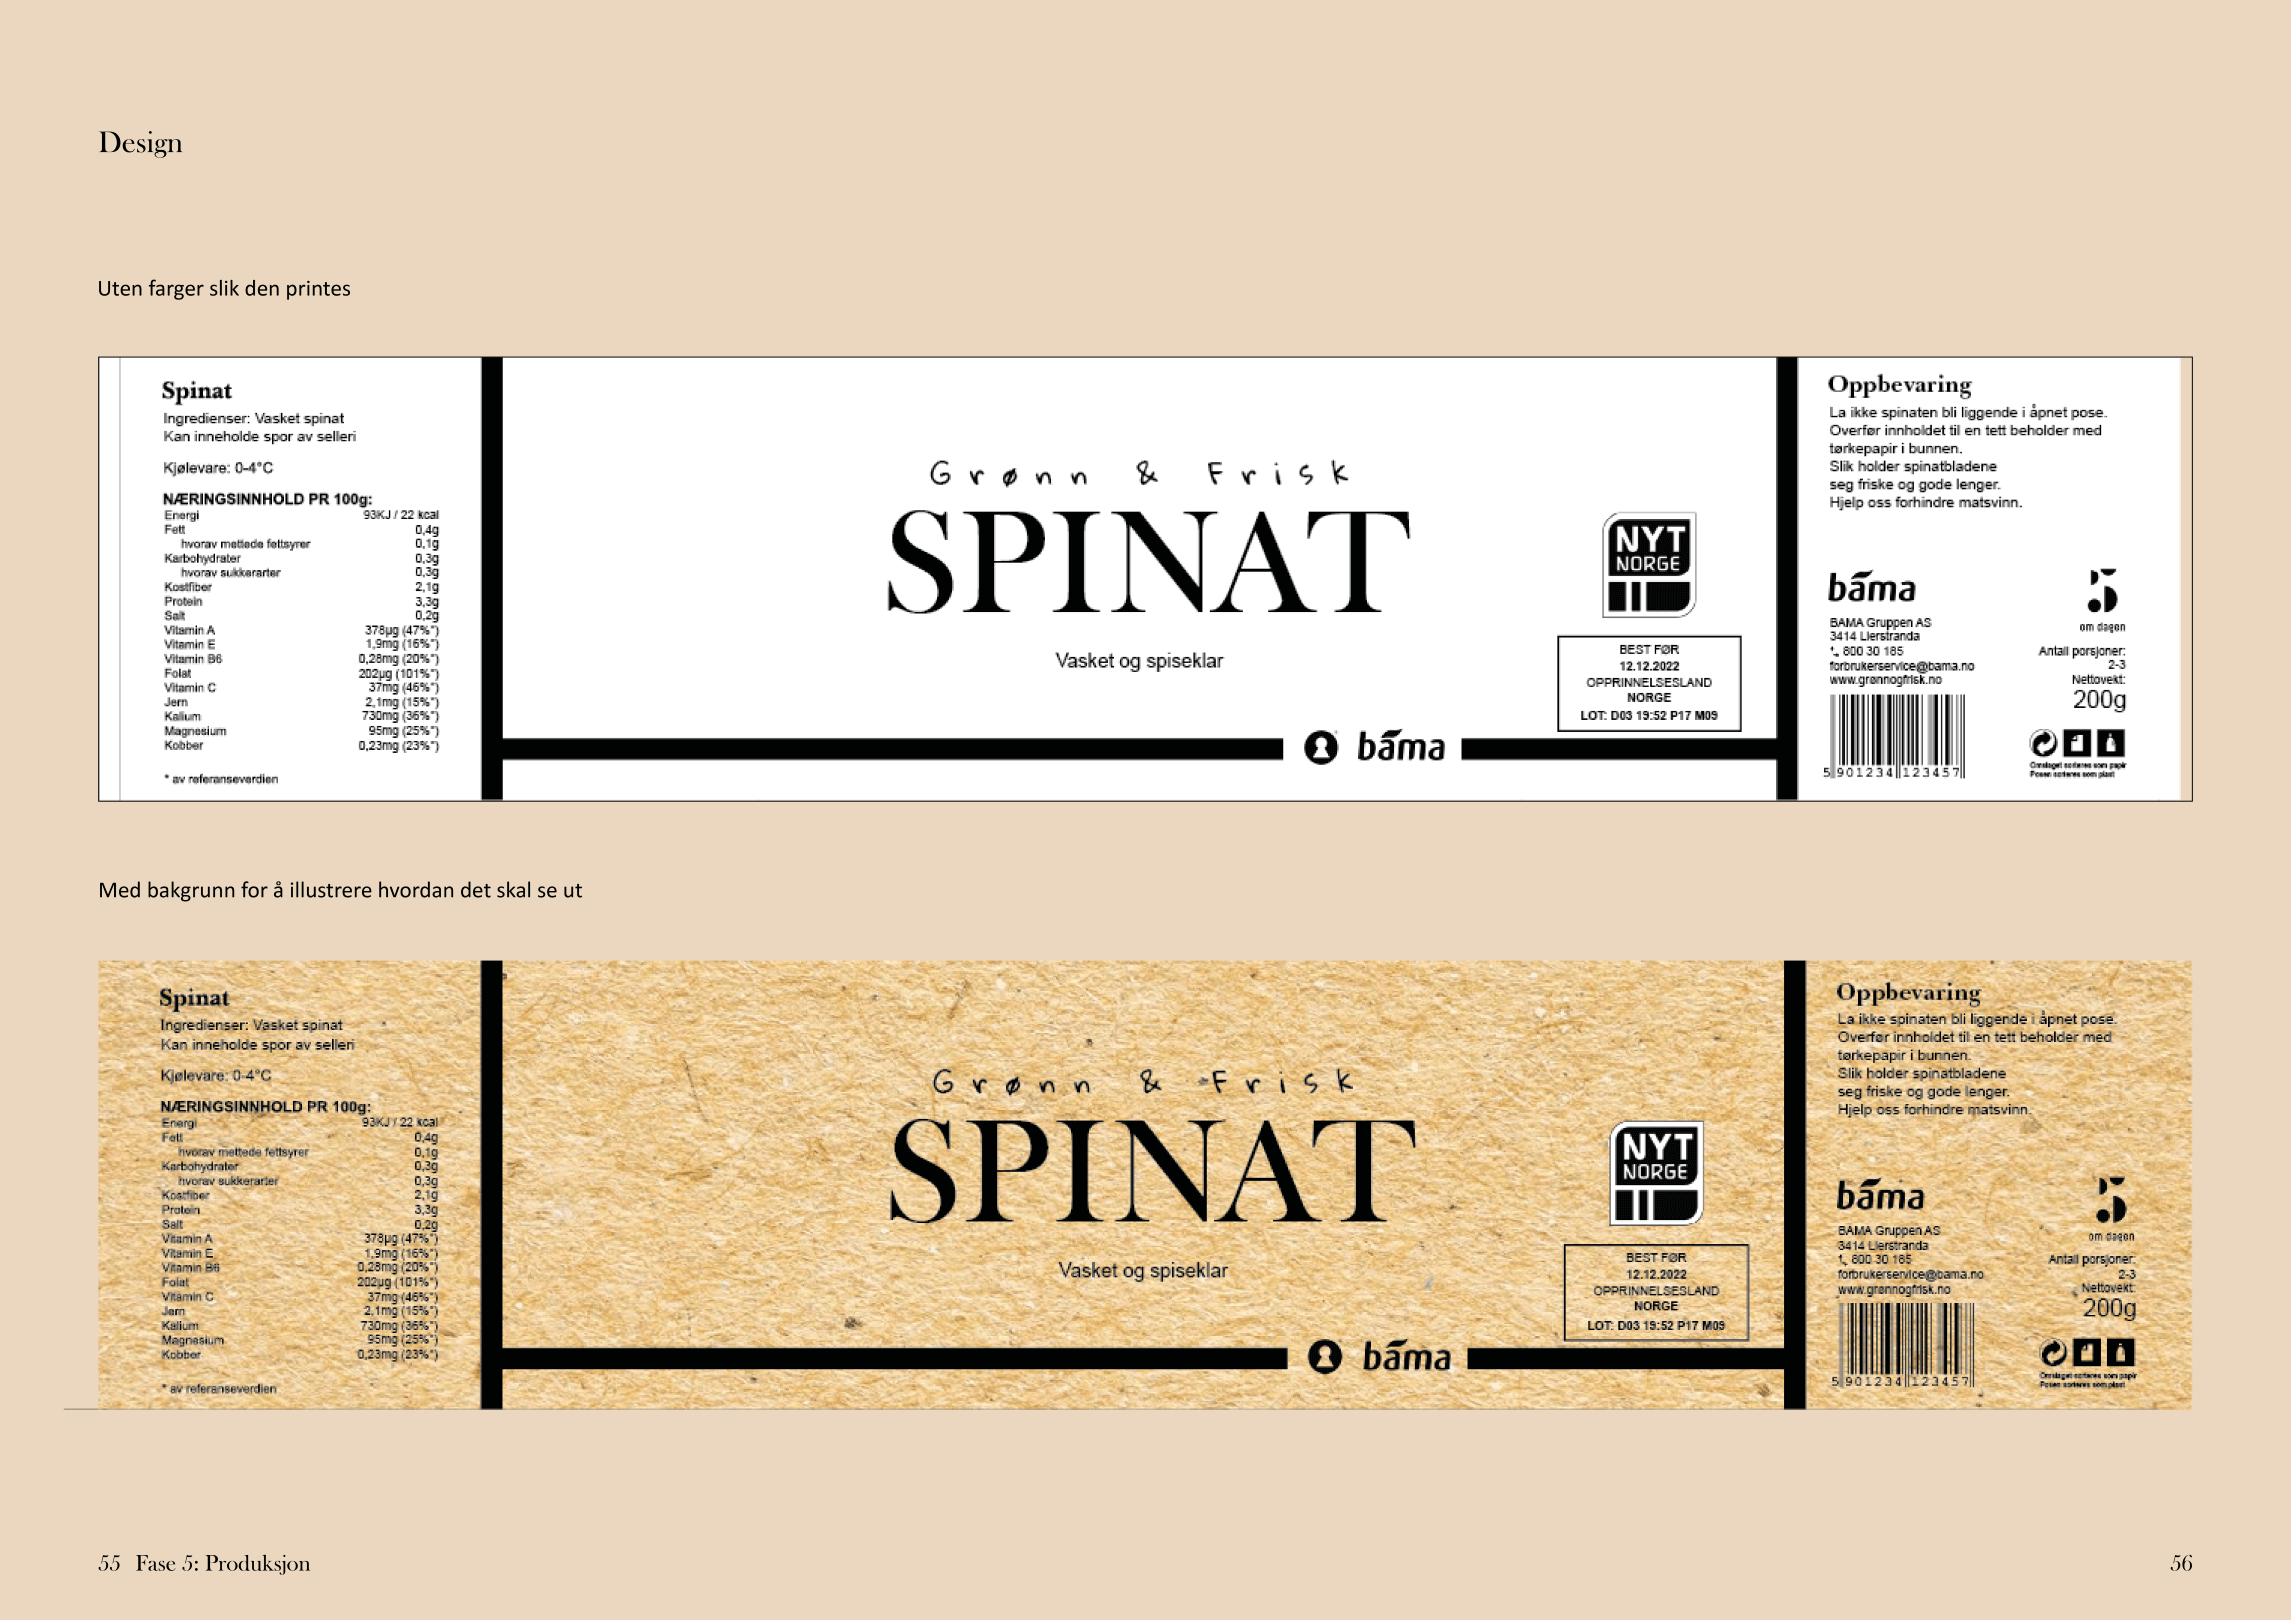 Design
Uten farger slik den printes
Spinat
Ingredienser: Vasket spinat
Kan inneholde spor av selleri
Kjølevare: 0-4°C
NÆRINGSINNHOLD PR 100g:
Energi 93KJ / 22 kcal
Fett 0,4g
hvorav mettede fettsyrer 0,1g
Karbohydrater 0,3g
hvorav sukkerarter 0,3g
Kostfiber 2,1g
Protein 3,3g
Salt 0,2g
Vitamin A 378µg (47%*)
Vitamin E 1,9mg (16%*)
Vitamin B6 0,28mg (20%*)
Folat 202µg (101%*)
Vitamin C 37mg (46%*)
Jern 2,1mg (15%*)
Kalium 730mg (36%*)
Magnesium 95mg (25%*)
Kobber 0,23mg (23%*)
* av referanseverdien
Grønn & Frisk
SPINAT
Vasket og spiseklar
bama
NYT
NORGE
BEST FØR
12.12.2022
OPPRINNELSESLAND
NORGE
LOT: D03 19:52 P17 M09
Oppbevaring
La ikke spinaten bli liggende i åpnet pose.
Overfør innholdet til en tett beholder med
tørkepapir i bunnen.
Slik holder spinatbladene
seg friske og gode lenger.
Hjelp oss forhindre matsvinn.
bama
BAMA Gruppen AS
3414 Lierstranda
800 30 185
forbrukerservice@bama.no
www.grønnogfrisk.no
5 901234 123457
5
om dagen
Antall porsjoner:
2-3
Nettovekt:
200g
Omslaget sorteres som papir
Posen sorteres som plast
Med bakgrunn for å illustrere hvordan det skal se ut
Spinat
Ingredienser: Vasket spinat
Kan inneholde spor av selleri
Kjølevare: 0-4°C
NÆRINGSINNHOLD PR 100g:
Energi 93KJ / 22 kcal
Fett 0,4g
hvorav mettede fettsyrer 0,1g
Karbohydrater 0,3g
hvorav sukkerarter 0,3g
Kostfiber 2,1g
Protein 3,3g
Salt 0,2g
Vitamin A 378µg (47%*)
Vitamin E 1,9mg (16%*)
Vitamin B6 0,28mg (20%*)
Folat 202µg (101%*)
Vitamin C 37mg (46%*)
Jern 2,1mg (15%*)
Kalium 730mg (36%*)
Magnesium 95mg (25%*)
Kobber 0,23mg (23%*)
* av referanseverdien
Grønn & Frisk
SPINAT
Vasket og spiseklar
bama
NYT
NORGE
BEST FØR
12.12.2022
OPPRINNELSESLAND
NORGE
LOT: D03 19:52 P17 M09
Oppbevaring
La ikke spinaten bli liggende i åpnet pose.
Overfør innholdet til en tett beholder med
tørkepapir i bunnen.
Slik holder spinatbladene
seg friske og gode lenger.
Hjelp oss forhindre matsvinn.
bama
BAMA Gruppen AS
3414 Lierstranda
800 30 185
forbrukerservice@bama.no
www.grønnogfrisk.no
5 901234 123457
5
om dagen
Antall porsjoner:
2-3
Nettovekt:
200g
Omslaget sorteres som papir
Posen sorteres som plast
55 Fase 5: Produksjon
56